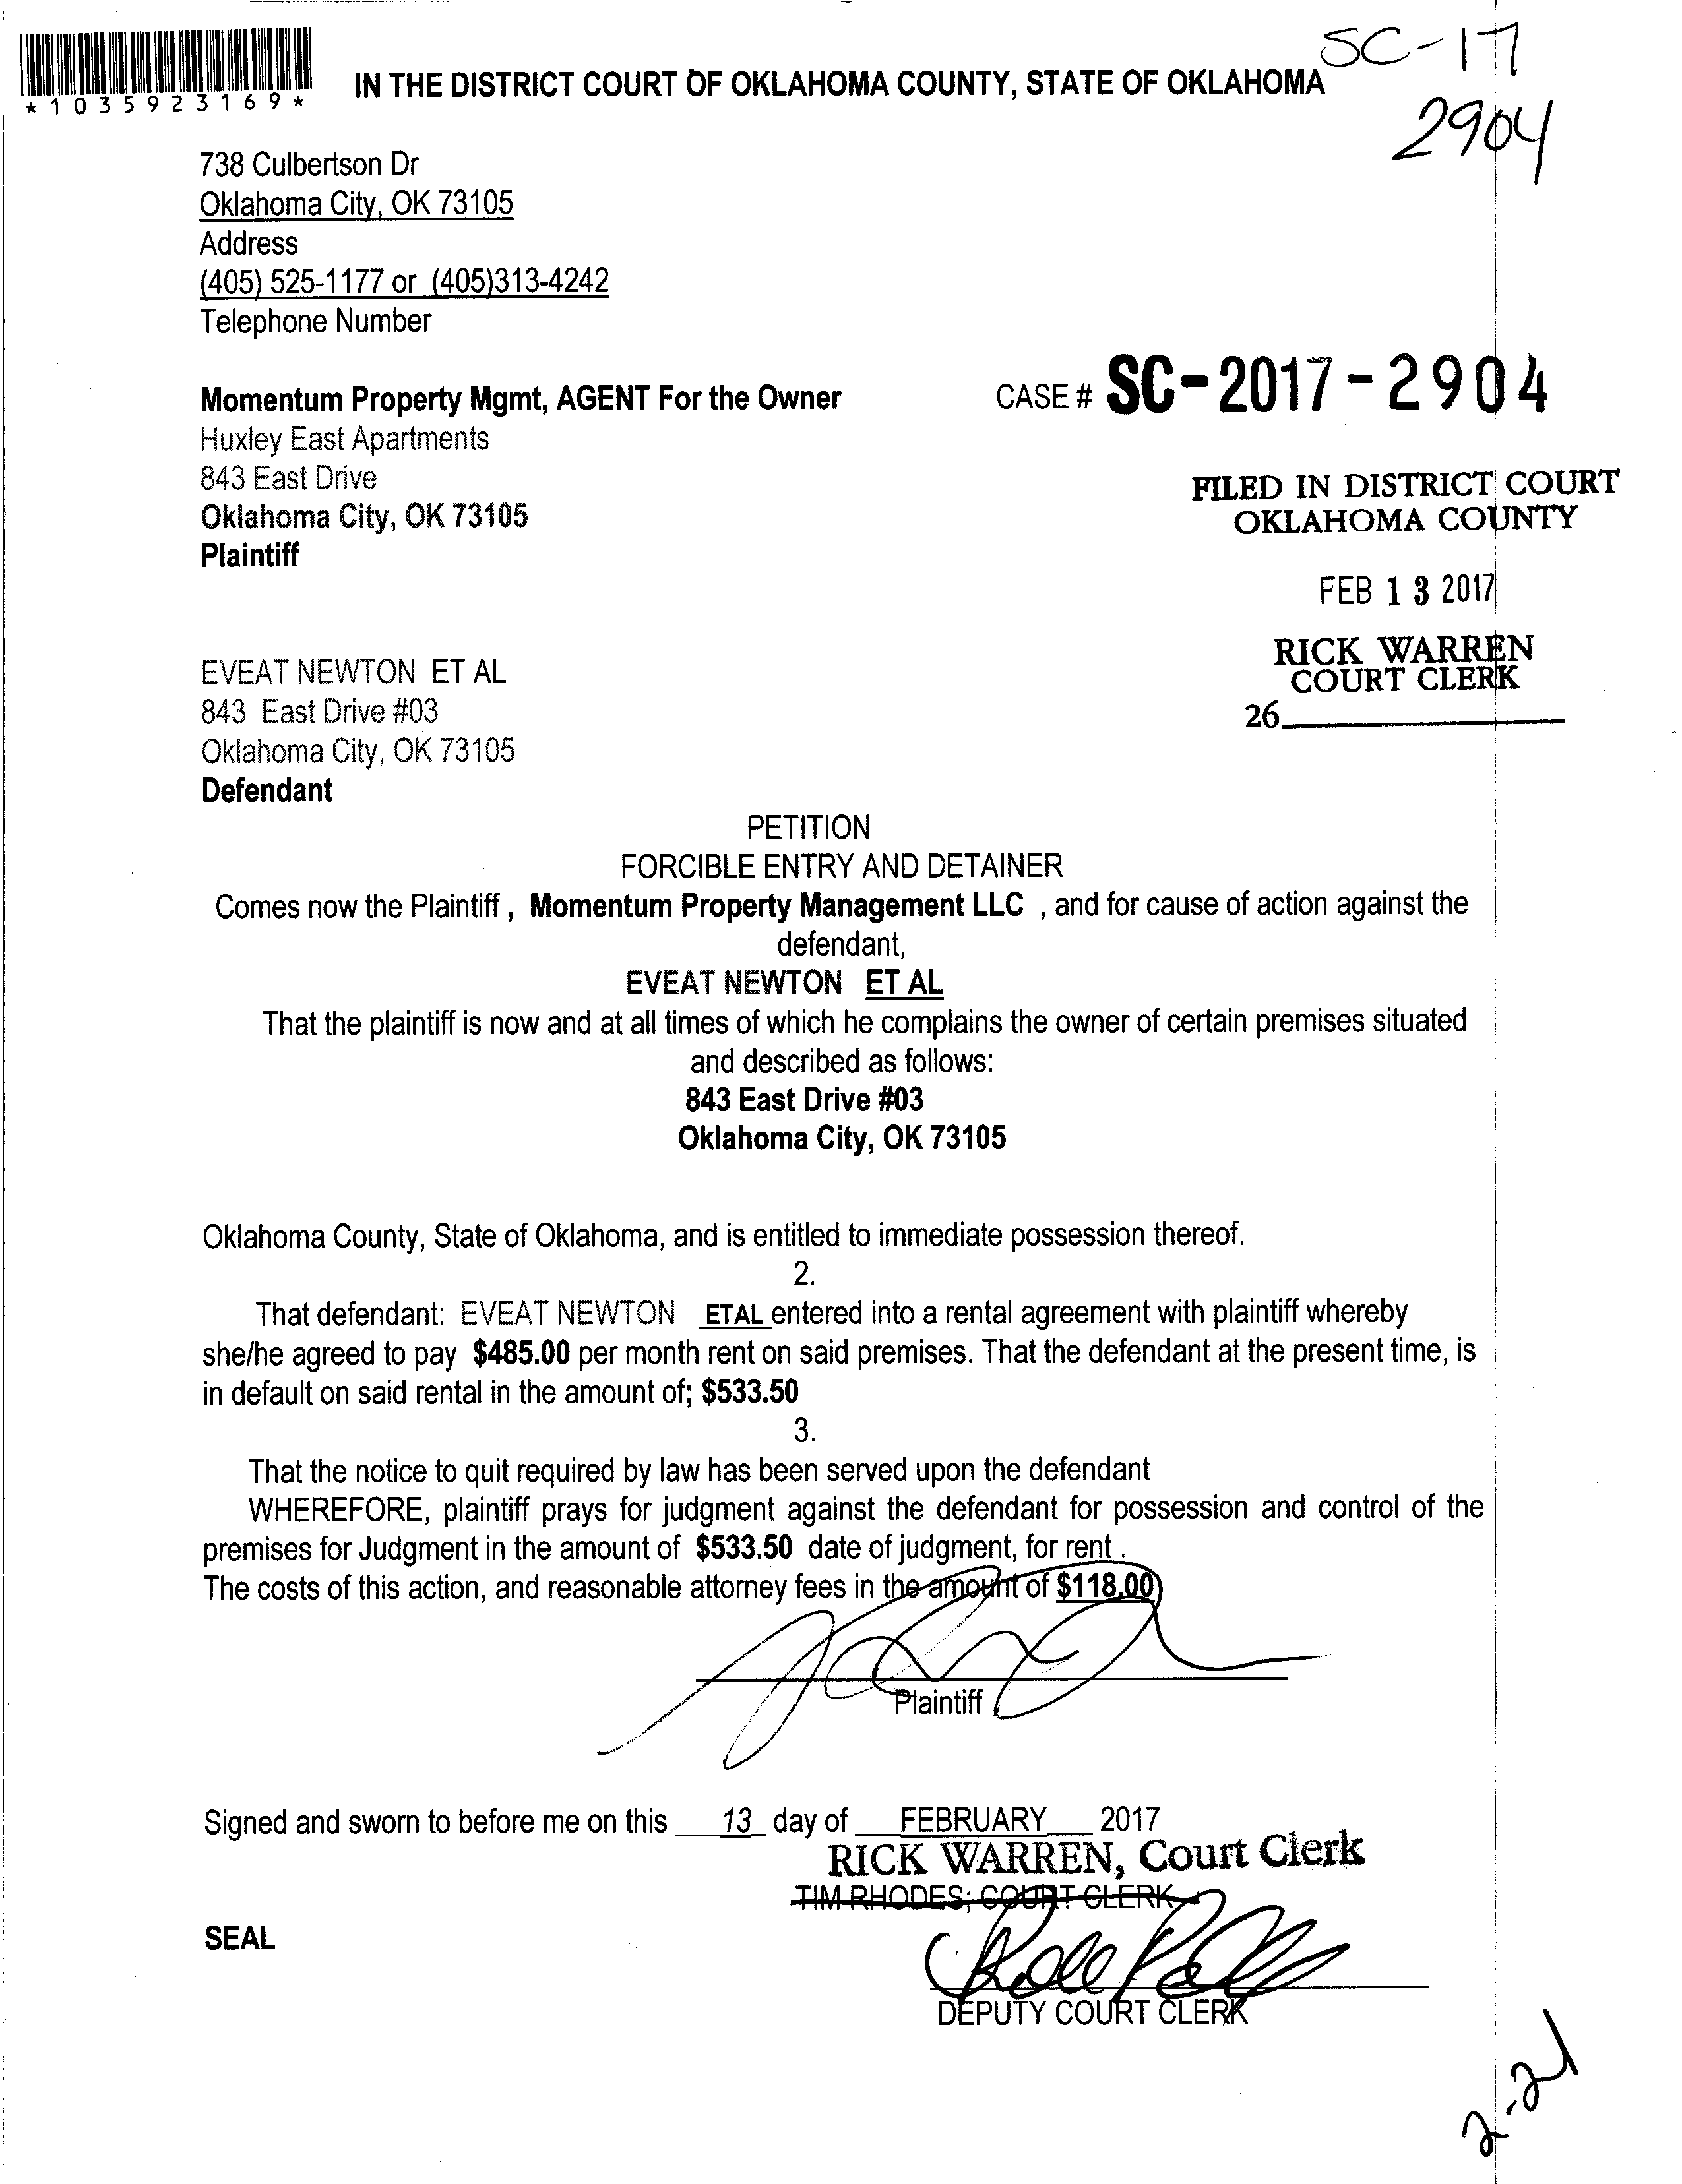 SC-17
2904
*1035923169*
IN THE DISTRICT COURT OF OKLAHOMA COUNTY, STATE OF OKLAHOMA
738 Culbertson Dr
Oklahoma City, OK 73105
Address
(405) 525-1177 or (405)313-4242
Telephone Number
Momentum Property Mgmt, AGENT For the Owner
Huxley East Apartments
843 East Drive
Oklahoma City, OK 73105
Plaintiff
CASE # SC-2017-2904
FILED IN DISTRICT COURT
OKLAHOMA COUNTY
FEB 13 2017
RICK WARREN
COURT CLERK
26
EVEAT NEWTON ET AL
843 East Drive #03
Oklahoma City, OK 73105
Defendant
PETITION
FORCIBLE ENTRY AND DETAINER
Comes now the Plaintiff , Momentum Property Management LLC , and for cause of action against the
defendant,
EVEAT NEWTON ET AL
That the plaintiff is now and at all times of which he complains the owner of certain premises situated
and described as follows:
843 East Drive #03
Oklahoma City, OK 73105
Oklahoma County, State of Oklahoma, and is entitled to immediate possession thereof.
2.
That defendant: EVEAT NEWTON ETAL entered into a rental agreement with plaintiff whereby
she/he agreed to pay $485.00 per month rent on said premises. That the defendant at the present time, is
in default on said rental in the amount of; $533.50
3.
That the notice to quit required by law has been served upon the defendant
WHEREFORE, plaintiff prays for judgment against the defendant for possession and control of the
premises for Judgment in the amount of $533.50 date of judgment, for rent .
The costs of this action, and reasonable attorney fees in the amount of $118.00
Plaintiff
Signed and sworn to before me on this 13 day of FEBRUARY 2017
RICK WARREN, Court Clerk
TIM RHODES; COURT CLERK
SEAL
DEPUTY COURT CLERK
2-21